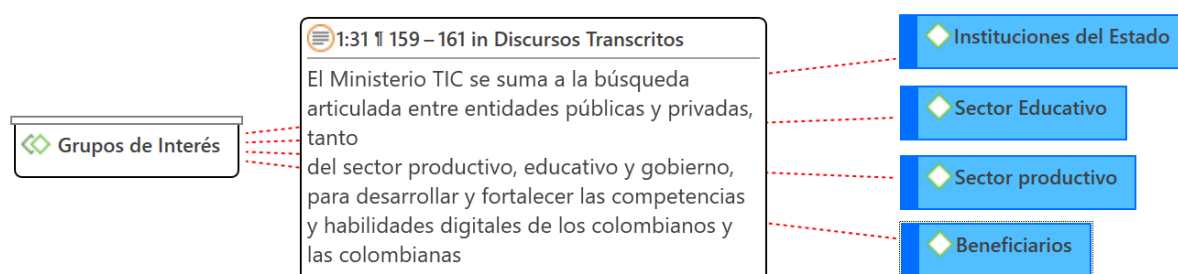 Grupos de Interés
1:31 ¶ 159 – 161 in Discursos Transcritos
El Ministerio TIC se suma a la búsqueda
articulada entre entidades públicas y privadas,
tanto
del sector productivo, educativo y gobierno,
para desarrollar y fortalecer las competencias
y habilidades digitales de los colombianos y
las colombianas
Instituciones del Estado
Sector Educativo
Sector productivo
Beneficiarios